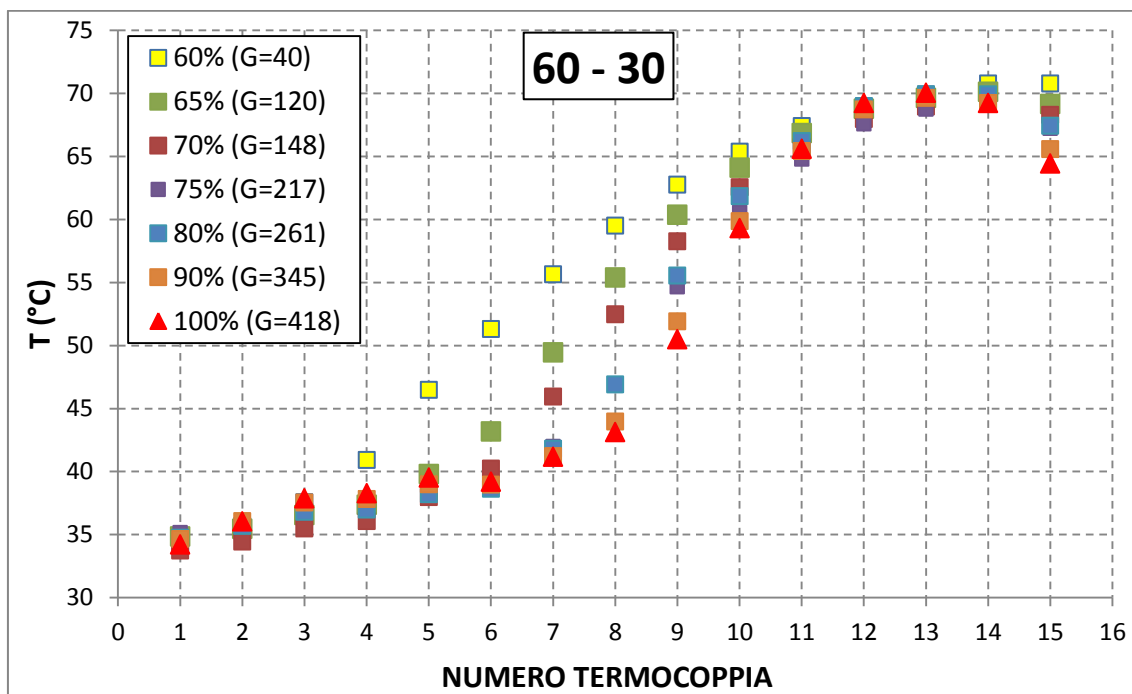 60 - 30
60% (G=40)
65% (G=120)
70% (G=148)
75% (G=217)
80% (G=261)
90% (G=345)
100% (G=418)
T (°C)
75
70
65
60
55
50
45
40
35
30
0 1 2 3 4 5 6 7 8 9 10 11 12 13 14 15 16
NUMERO TERMOCOPPIA